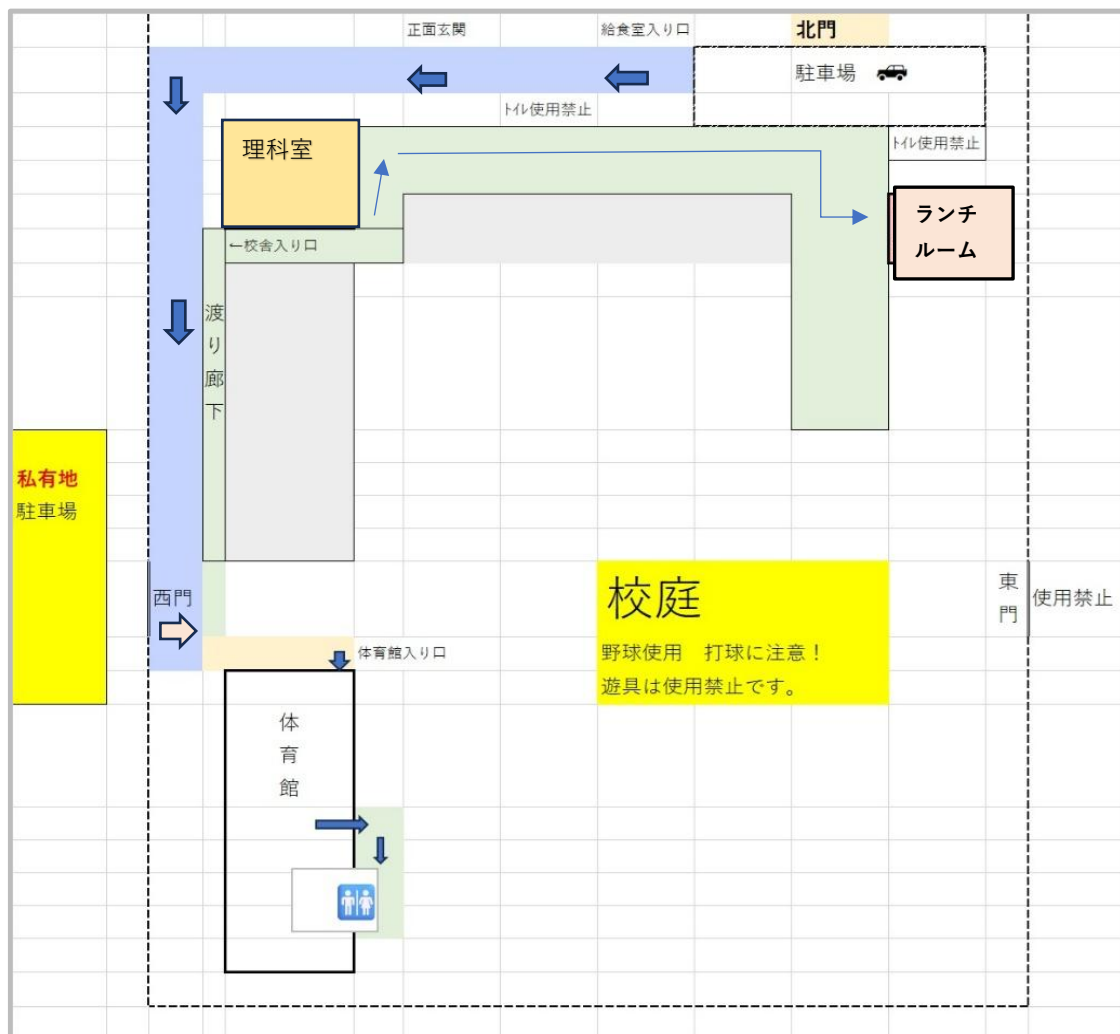 正面玄関
給食室入り口
北門
駐車場
ﾄｲﾚ使用禁止
ﾄｲﾚ使用禁止
理科室
ランチ
ルーム
←校舎入り口
渡り廊下
私有地
駐車場
西門
校庭
野球使用 打球に注意！
遊具は使用禁止です。
東門
使用禁止
体育館入り口
体育館